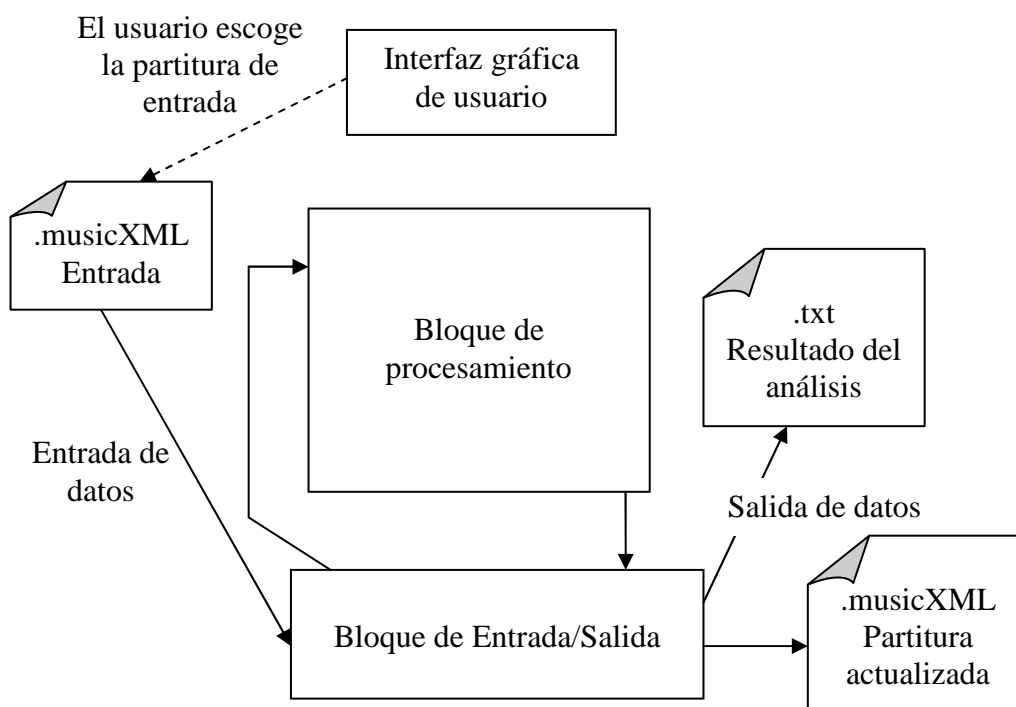 El usuario escoge
la partitura de
entrada
Interfaz gráfica
de usuario
.musicXML
Entrada
Bloque de
procesamiento
.txt
Resultado del
análisis
Entrada de
datos
Salida de datos
Bloque de Entrada/Salida
.musicXML
Partitura
actualizada